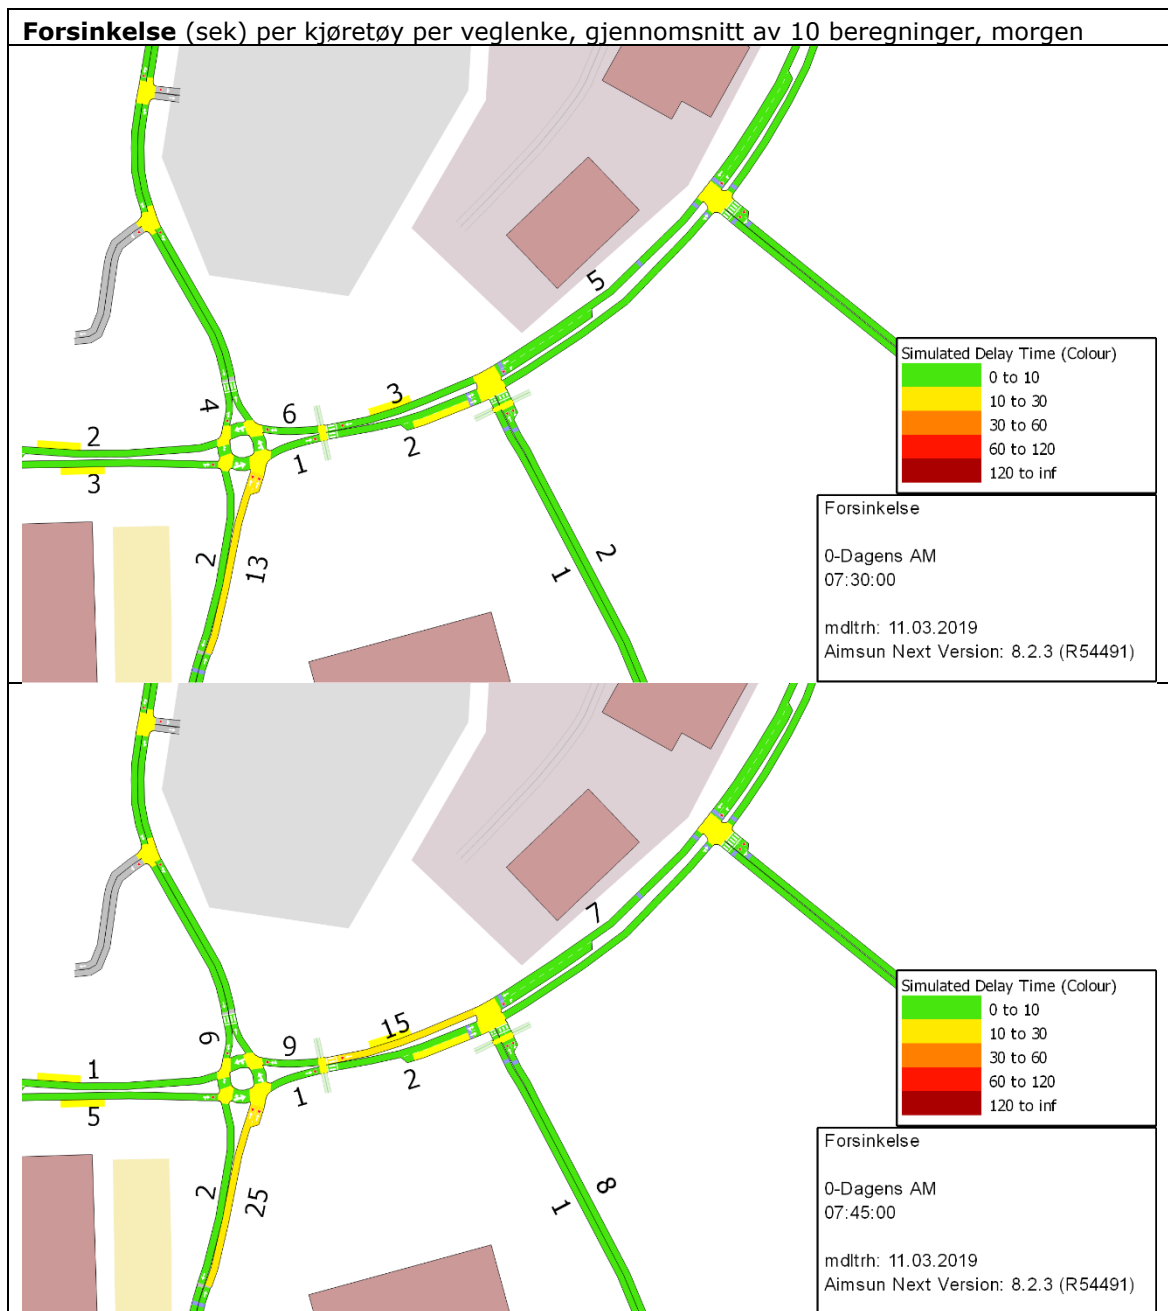 Forsinkelse (sek) per kjøretøy per veglenke, gjennomsnitt av 10 beregninger, morgen
5
3
6
4
2
2
1
3
2
13
2
1
Simulated Delay Time (Colour)
0 to 10
10 to 30
30 to 60
60 to 120
120 to inf
Forsinkelse
0-Dagens AM
07:30:00
mdltrh: 11.03.2019
Aimsun Next Version: 8.2.3 (R54491)
7
15
9
6
1
2
1
5
2
25
8
1
Simulated Delay Time (Colour)
0 to 10
10 to 30
30 to 60
60 to 120
120 to inf
Forsinkelse
0-Dagens AM
07:45:00
mdltrh: 11.03.2019
Aimsun Next Version: 8.2.3 (R54491)